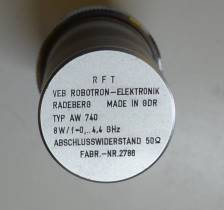 R F T
VEB ROBOTRON-ELEKTRONIK
RADEBERG MADE IN GDR
TYP AW 740
8W/f=0,..4,4 GHz
ABSCHLUSSWIDERSTAND 50Ω
FABR.-NR.2786